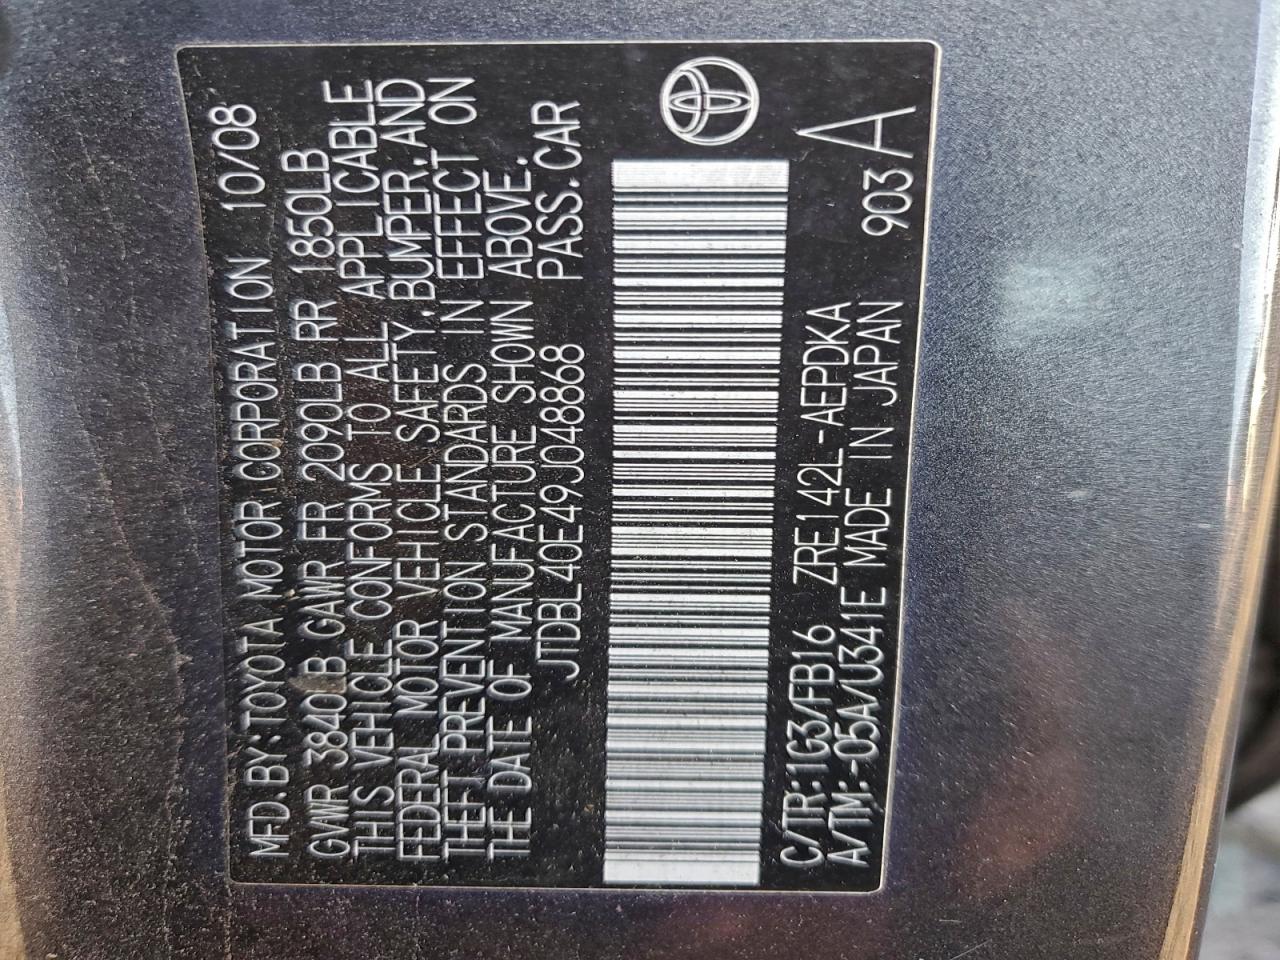 MFD.BY:TOYOTA MOTOR CORPORATION 10/08
GVWR 3840LB GAWR FR 2090LB RR 1850LB
THIS VEHICLE CONFORMS TO ALL APPLICABLE
FEDERAL MOTOR VEHICLE SAFETY,BUMPER,AND
THEFT PREVENTION STANDARDS IN EFFECT ON
THE DATE OF MANUFACTURE SHOWN ABOVE.
JTDBL40E49J048868 PASS.CAR
C/TR:1G3/FB16 ZRE142L-AEPDKA
A/TM:-05A/U341E MADE IN JAPAN 903 A